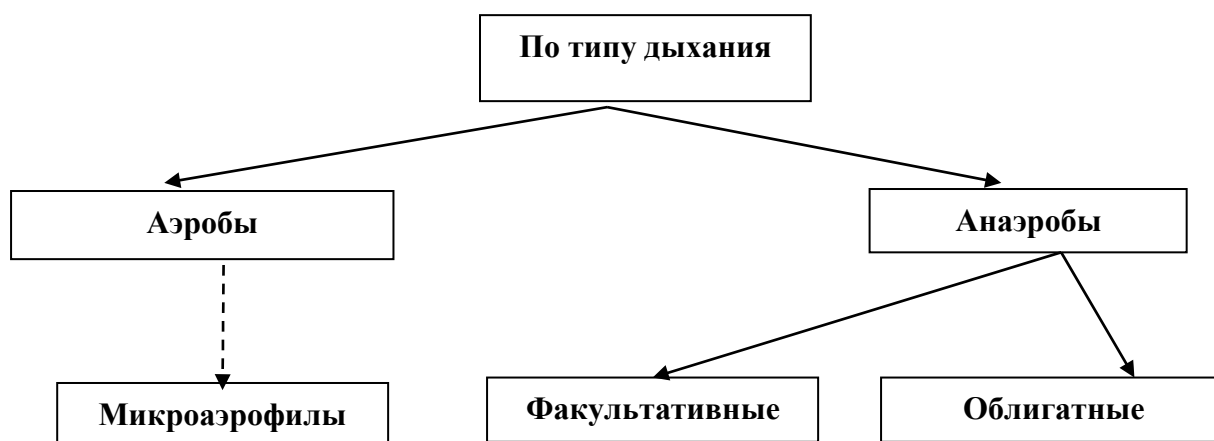 По типу дыхания
Аэробы
Анаэробы
Микроаэрофилы
Факультативные
Облигатные